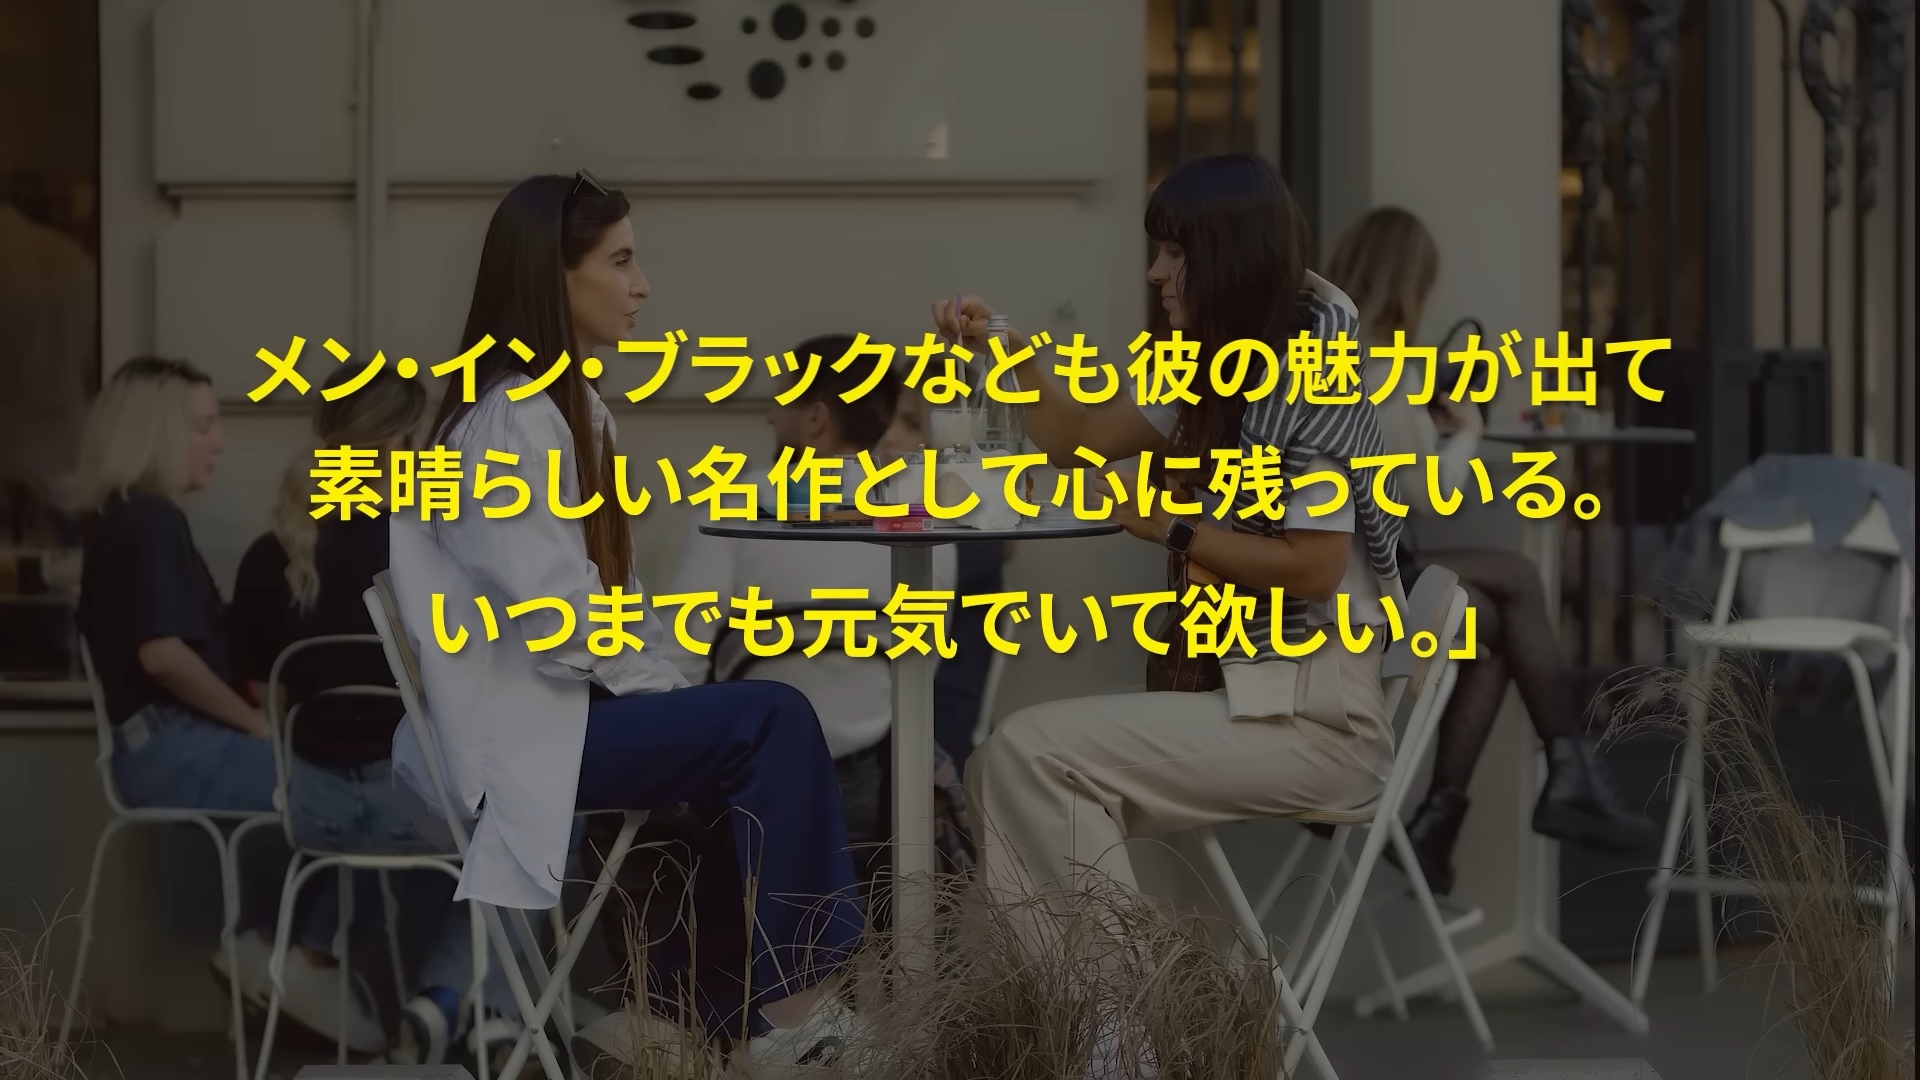 メン・イン・ブラックなども彼の魅力が出て
素晴らしい名作として心に残っている。
いつまでも元気でいて欲しい。」